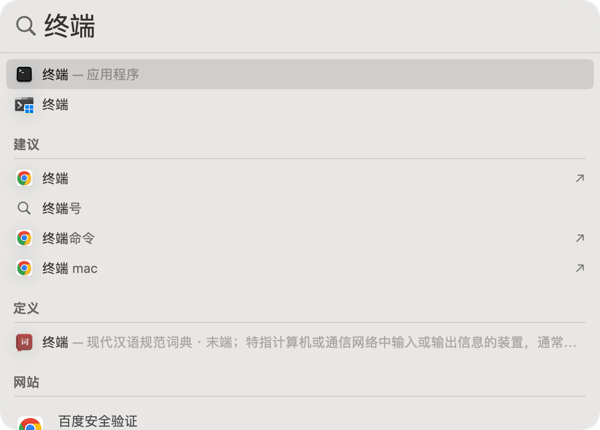 终端
终端 — 应用程序
终端
建议
终端
终端号
终端命令
终端 mac
定义
终端 — 现代汉语规范词典 · 末端；特指计算机或通信网络中输入或输出信息的装置，通常…
网站
百度安全验证